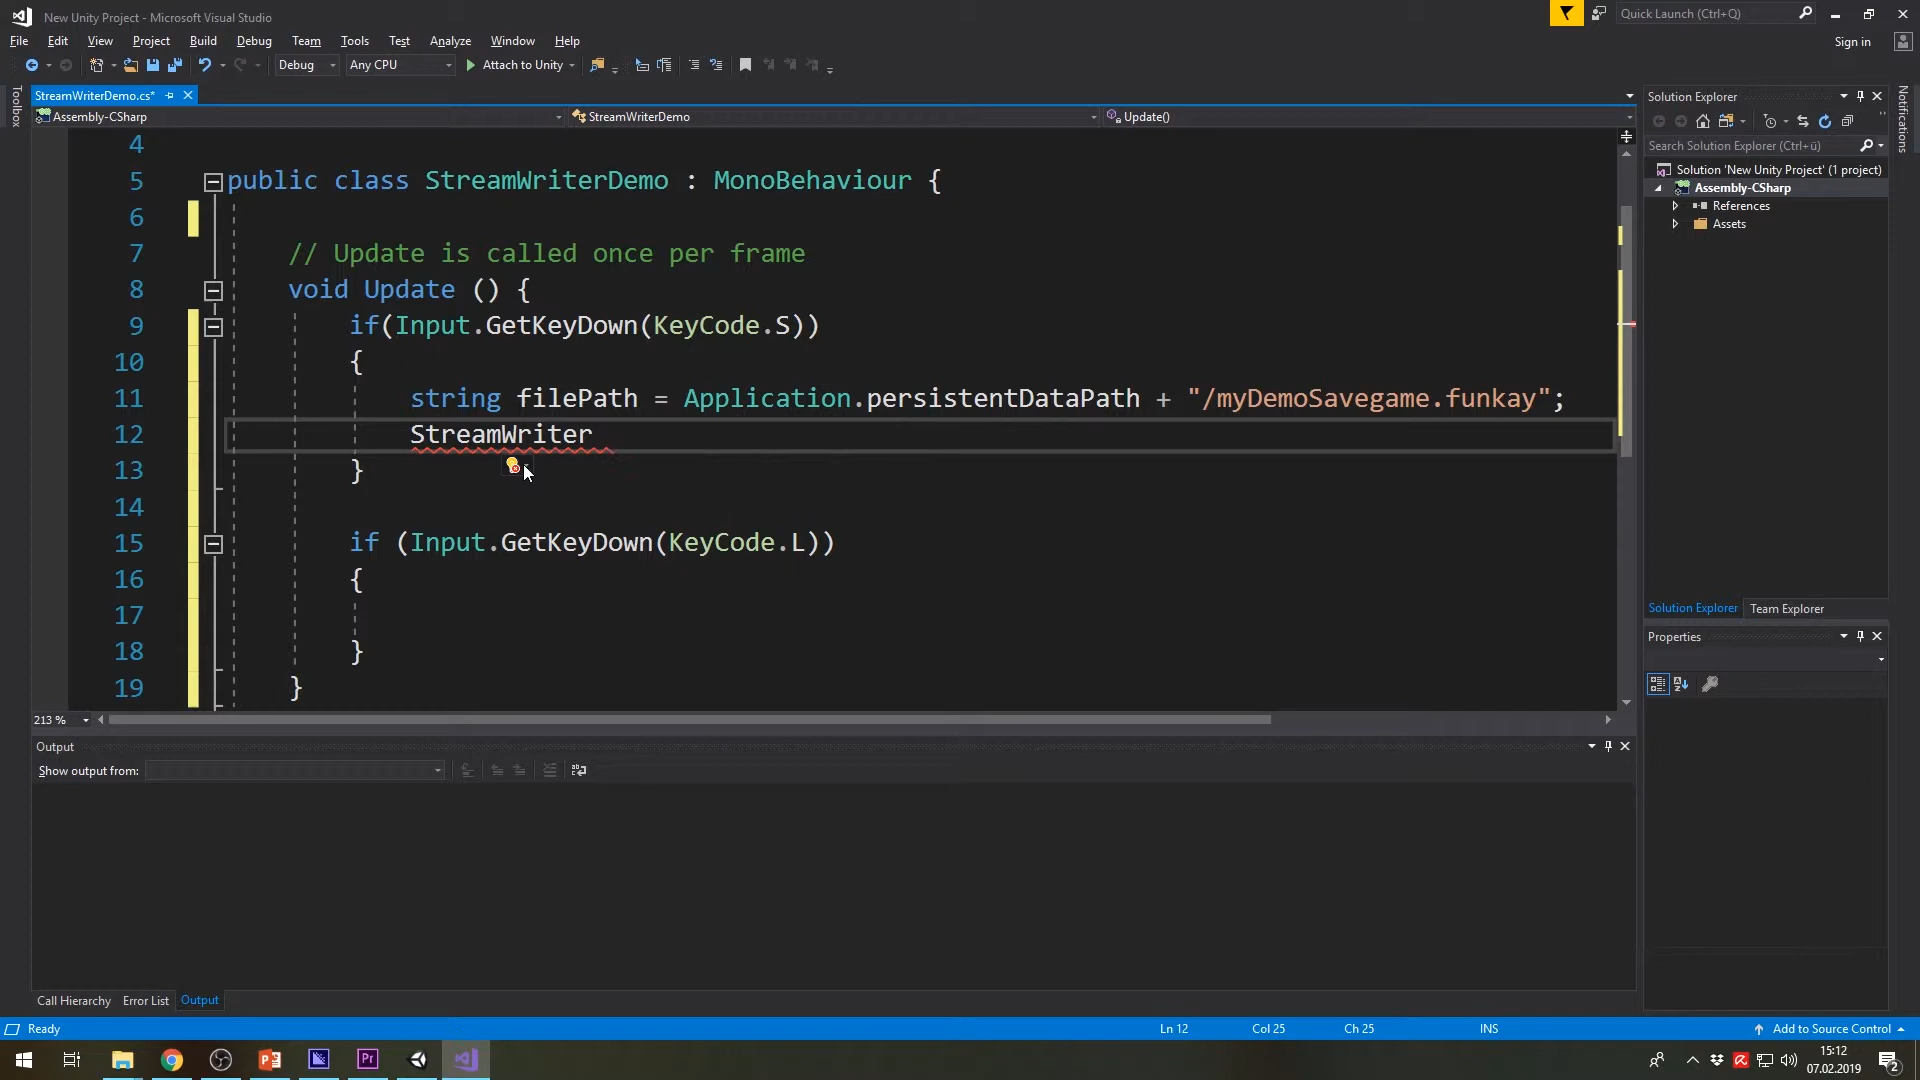 New Unity Project - Microsoft Visual Studio
Quick Launch (Ctrl+Q)
File Edit View Project Build Debug Team Tools Test Analyze Window Help
Sign in
Debug Any CPU Attach to Unity
Toolbox
StreamWriterDemo.cs*
Assembly-CSharp StreamWriterDemo Update()
4
5 public class StreamWriterDemo : MonoBehaviour {
6
7 // Update is called once per frame
8 void Update () {
9 if(Input.GetKeyDown(KeyCode.S))
10 {
11 string filePath = Application.persistentDataPath + "/myDemoSavegame.funkay";
12 StreamWriter
13 }
14
15 if (Input.GetKeyDown(KeyCode.L))
16 {
17
18 }
19 }
213 %
Output
Show output from:
Call Hierarchy Error List Output
Solution Explorer
Search Solution Explorer (Ctrl+ü)
Solution 'New Unity Project' (1 project)
Assembly-CSharp
References
Assets
Solution Explorer Team Explorer
Properties
Notifications
Ready Ln 12 Col 25 Ch 25 INS Add to Source Control
15:12
07.02.2019
2